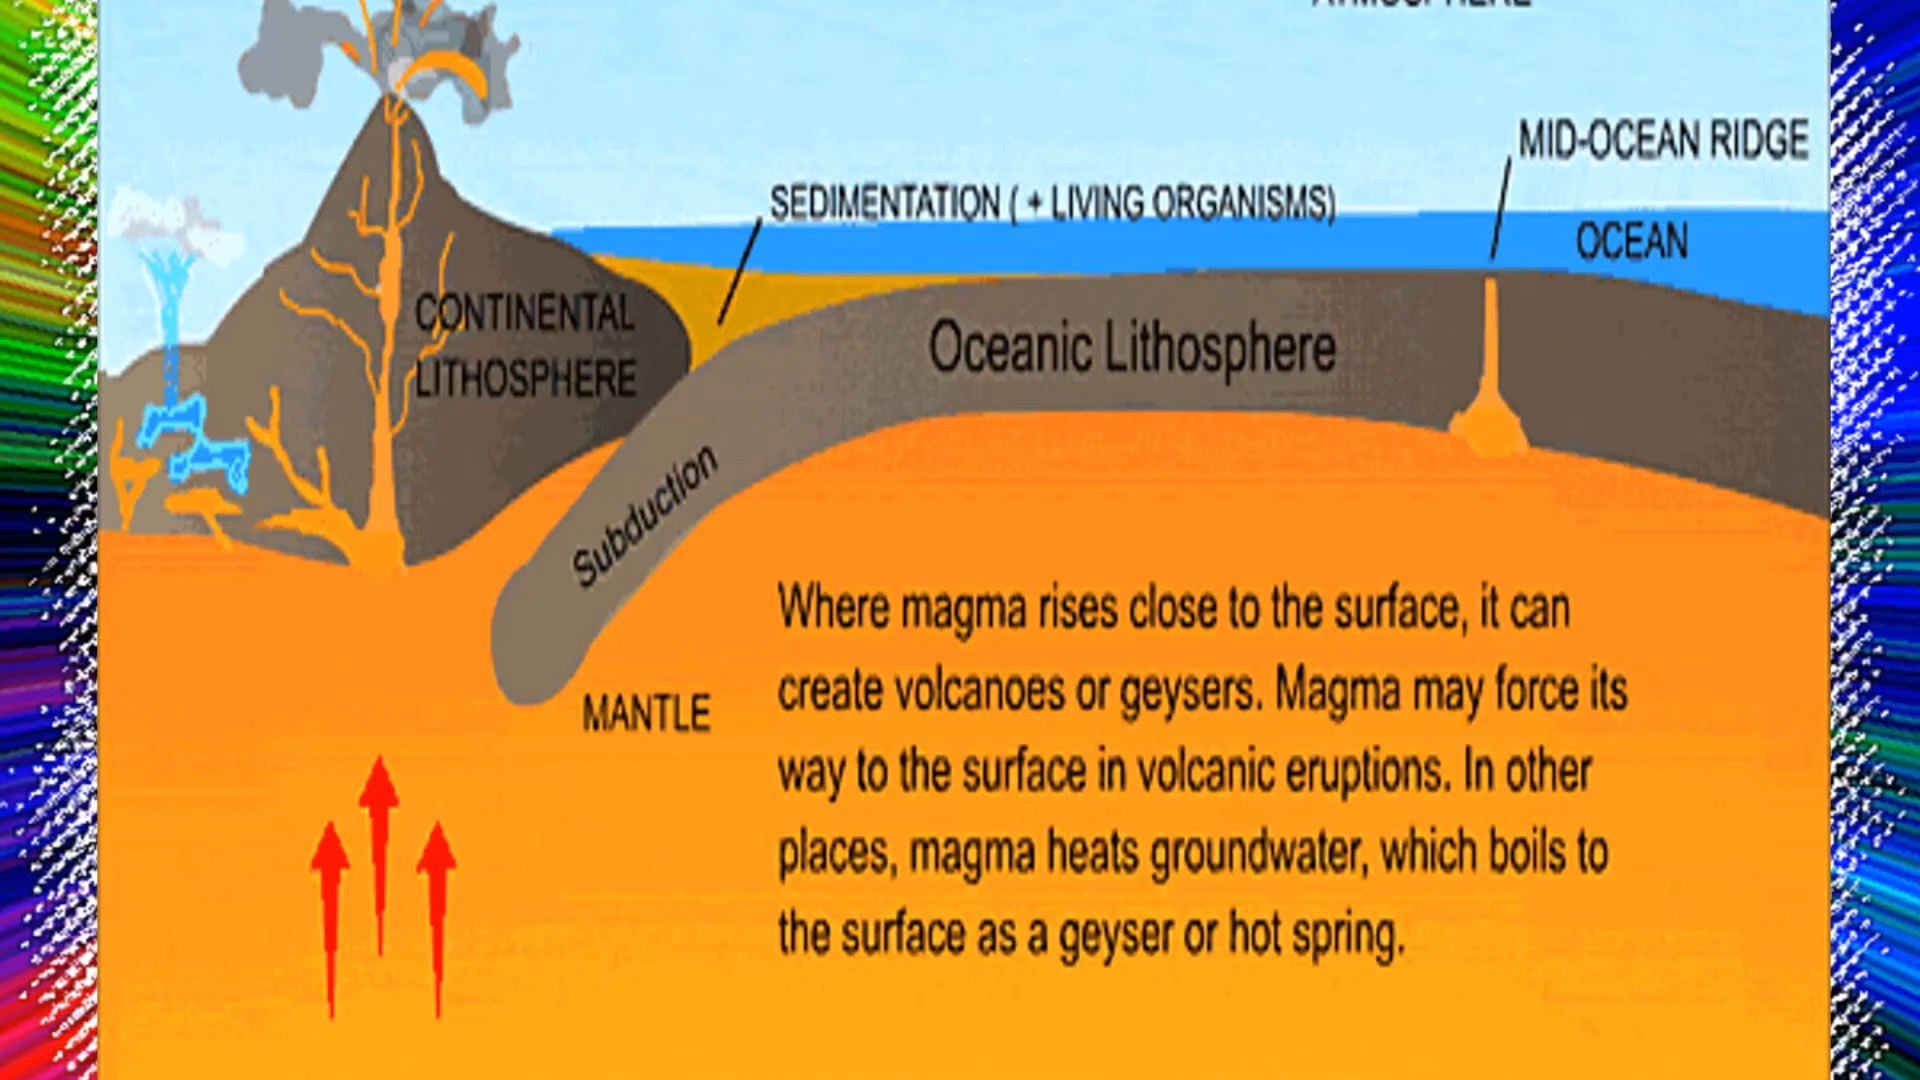 ATMOSPHERE
MID-OCEAN RIDGE
SEDIMENTATION ( + LIVING ORGANISMS)
OCEAN
CONTINENTAL
LITHOSPHERE
Oceanic Lithosphere
Subduction
Where magma rises close to the surface, it can
create volcanoes or geysers. Magma may force its
way to the surface in volcanic eruptions. In other
places, magma heats groundwater, which boils to
the surface as a geyser or hot spring.
MANTLE